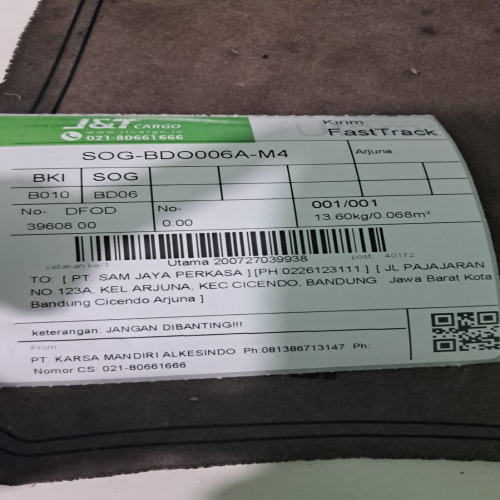 J&T CARGO
www.jtcargo.id
021-80661666
Kirim
FastTrack
SOG-BDO006A-M4
Arjuna
BKI SOG
B010 BD06
No- DFOD
39608.00
No-
0.00
001/001
13.60kg/0.068m³
cetakan ke-1 Utama 200727039938 post: 40172
TO: [ PT. SAM JAYA PERKASA ] [PH 0226123111 ] [ JL PAJAJARAN
NO.123A, KEL ARJUNA, KEC CICENDO, BANDUNG Jawa Barat Kota
Bandung Cicendo Arjuna ]
keterangan: JANGAN DIBANTING!!!
From
PT. KARSA MANDIRI ALKESINDO Ph:081386713147 Ph:
Nomor CS: 021-80661666